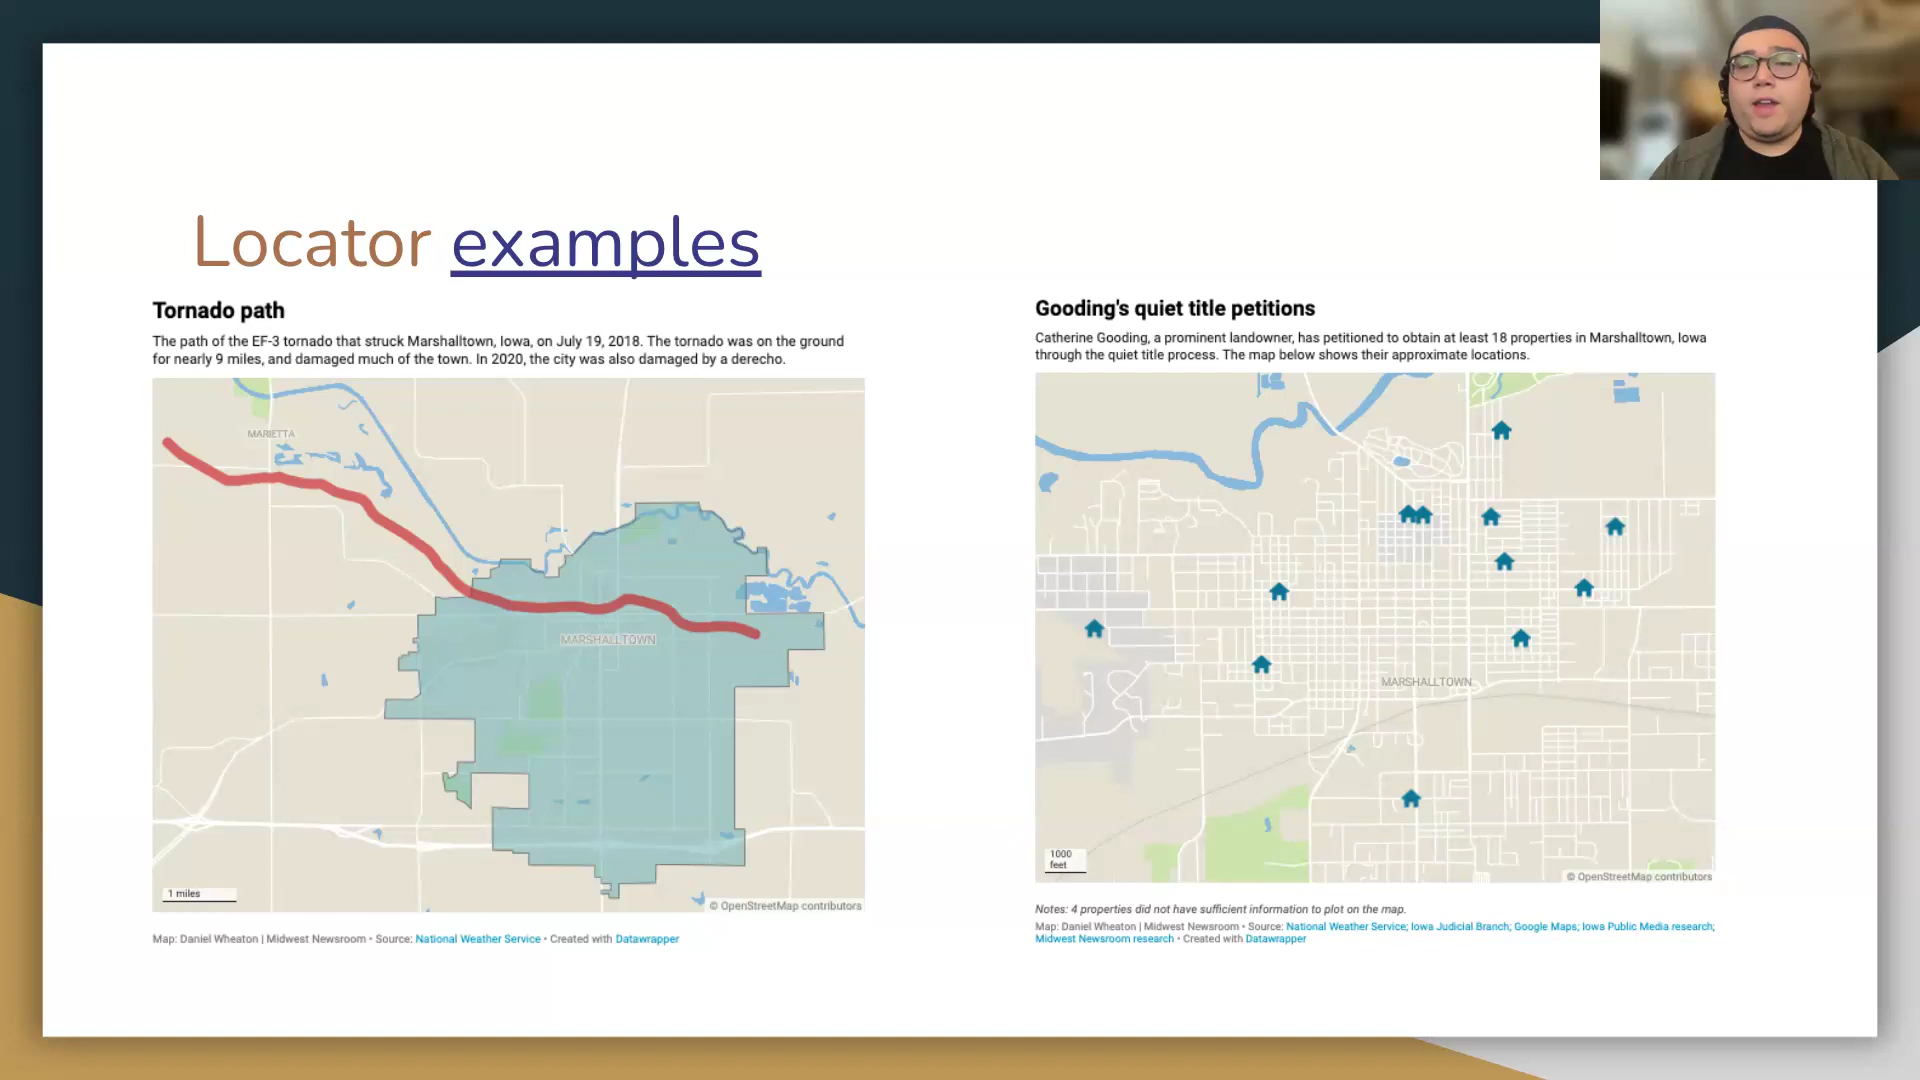 Locator examples
Tornado path
The path of the EF-3 tornado that struck Marshalltown, Iowa, on July 19, 2018. The tornado was on the ground
for nearly 9 miles, and damaged much of the town. In 2020, the city was also damaged by a derecho.
MARIETTA
MARSHALLTOWN
1 miles
© OpenStreetMap contributors
Map: Daniel Wheaton | Midwest Newsroom • Source: National Weather Service • Created with Datawrapper
Gooding's quiet title petitions
Catherine Gooding, a prominent landowner, has petitioned to obtain at least 18 properties in Marshalltown, Iowa
through the quiet title process. The map below shows their approximate locations.
MARSHALLTOWN
1000
feet
© OpenStreetMap contributors
Notes: 4 properties did not have sufficient information to plot on the map.
Map: Daniel Wheaton | Midwest Newsroom • Source: National Weather Service; Iowa Judicial Branch; Google Maps; Iowa Public Media research;
Midwest Newsroom research • Created with Datawrapper